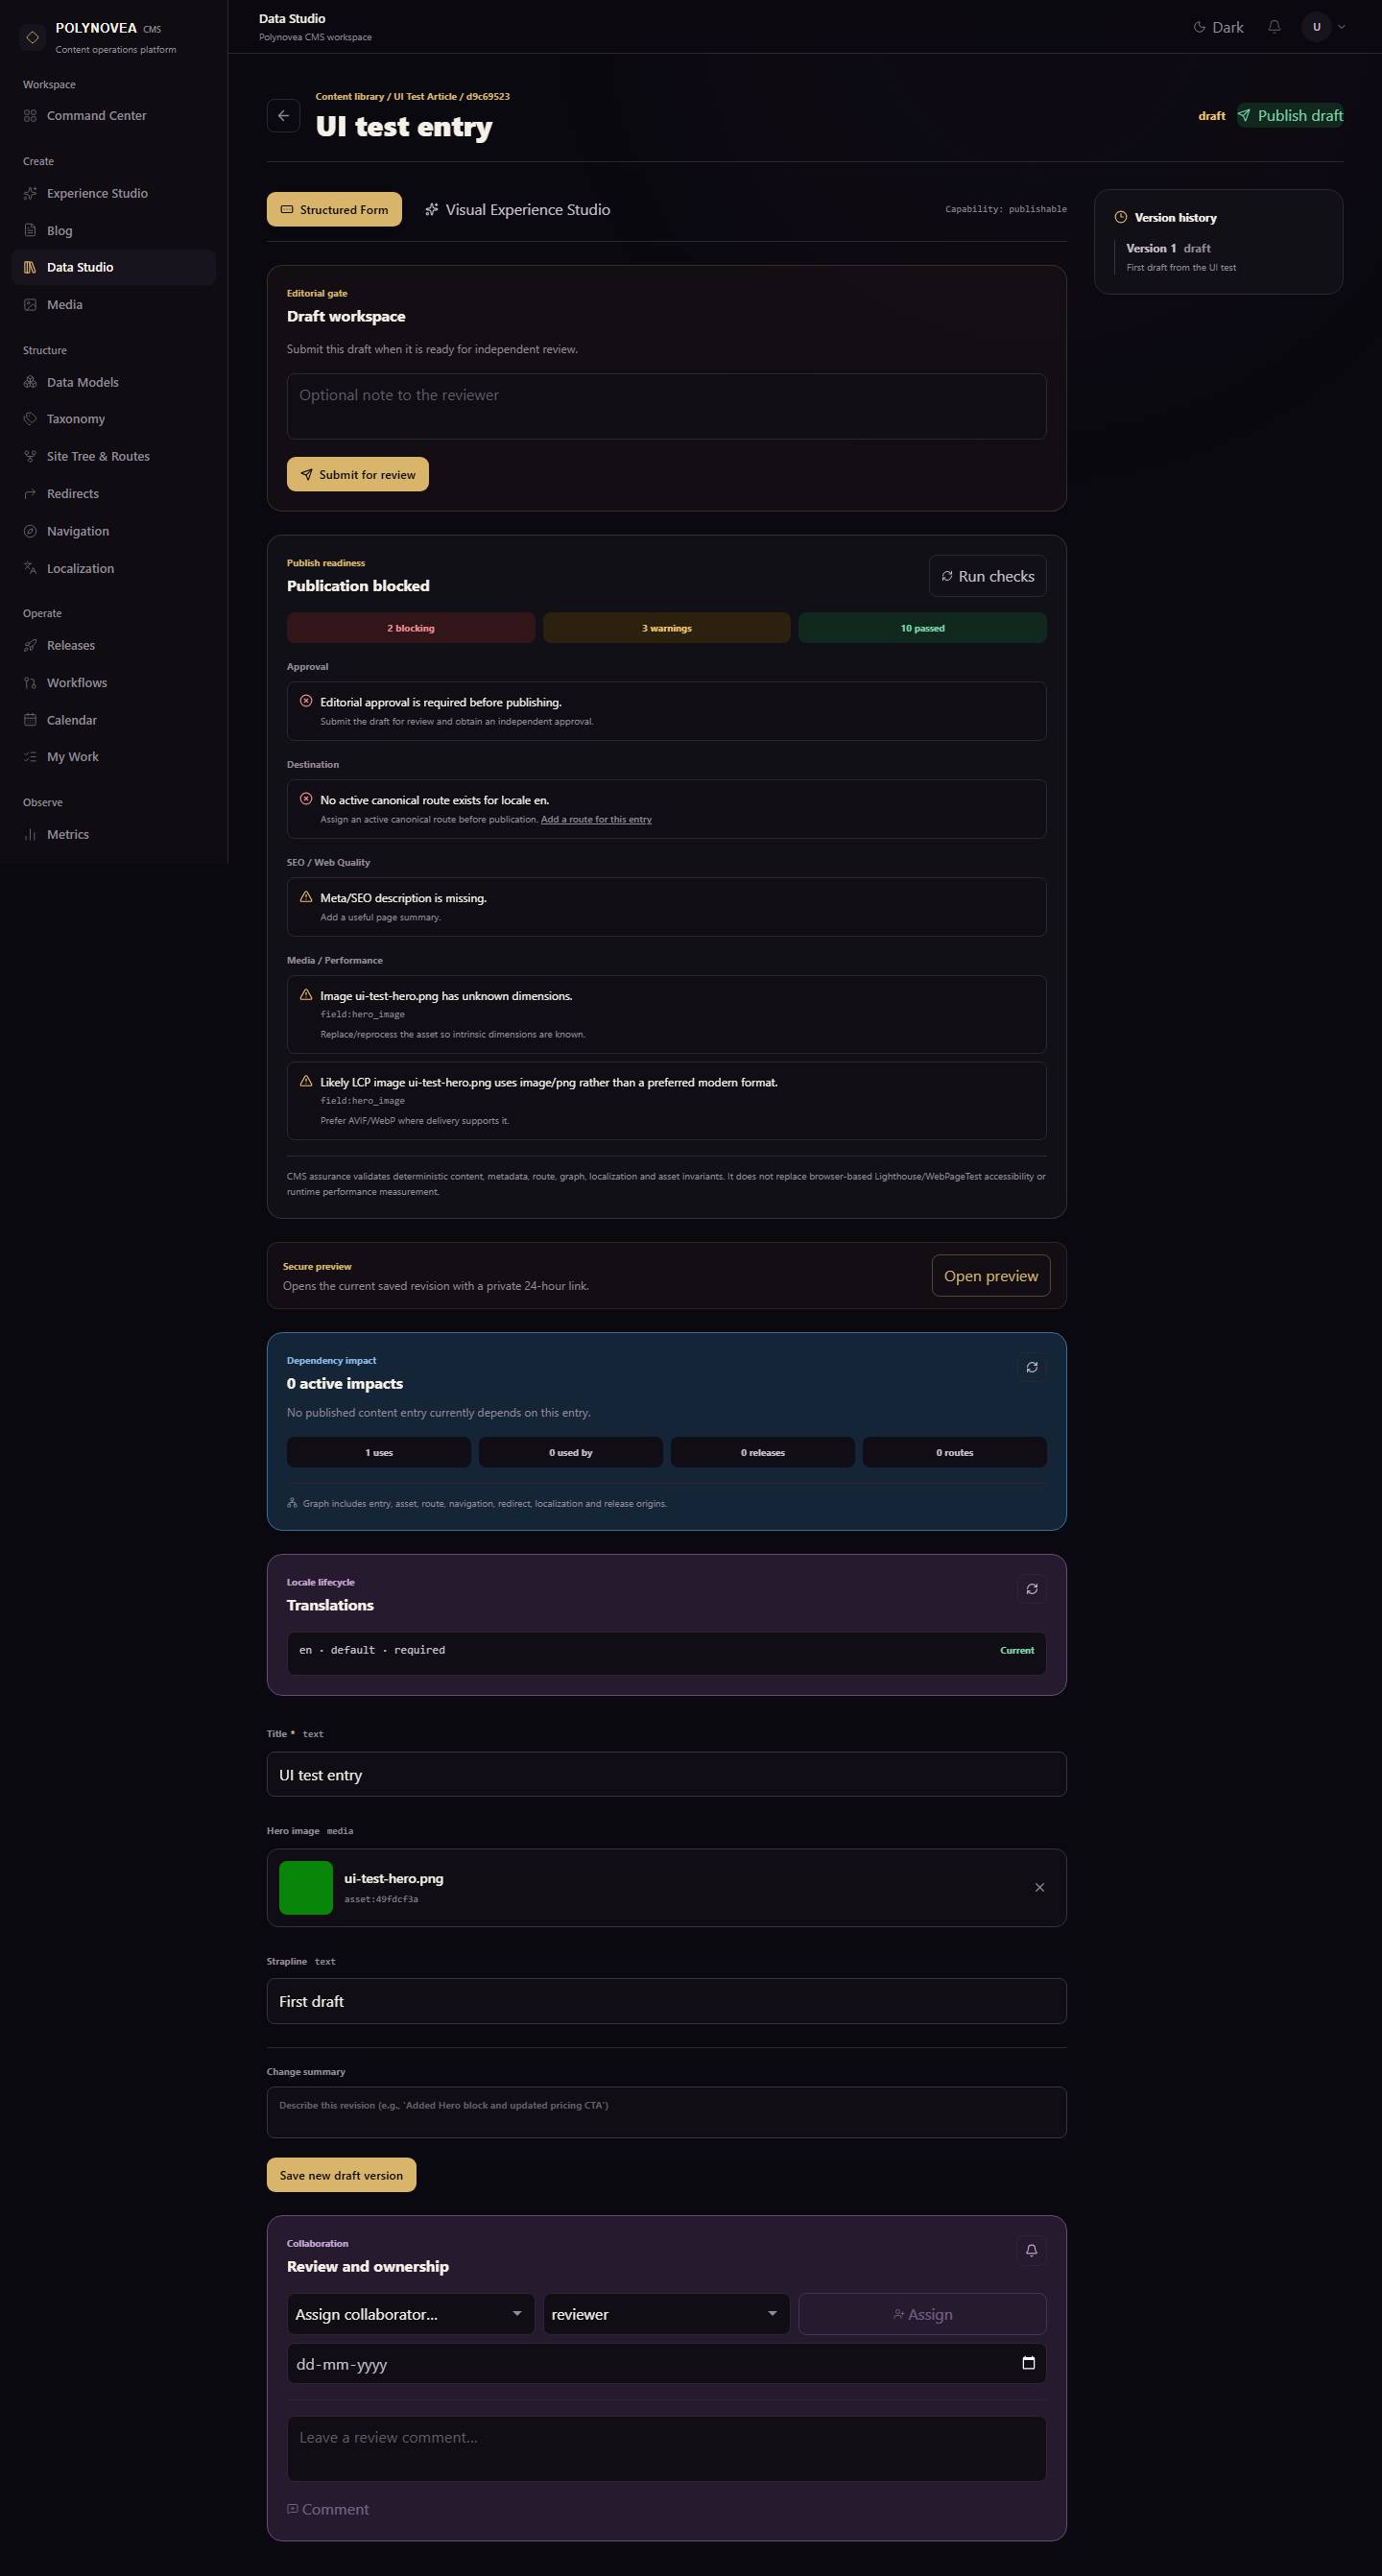 POLYNOVEA CMS
Content operations platform
Workspace
Command Center
Create
Experience Studio
Blog
Data Studio
Media
Structure
Data Models
Taxonomy
Site Tree & Routes
Redirects
Navigation
Localization
Operate
Releases
Workflows
Calendar
My Work
Observe
Metrics
Data Studio
Polynovea CMS workspace
Dark
U
Content library / UI Test Article / d9c69523
UI test entry
draft
Publish draft
Structured Form
Visual Experience Studio
Capability: publishable
Version history
Version 1 draft
First draft from the UI test
Editorial gate
Draft workspace
Submit this draft when it is ready for independent review.
Optional note to the reviewer
Submit for review
Publish readiness
Publication blocked
Run checks
2 blocking
3 warnings
10 passed
Approval
Editorial approval is required before publishing.
Submit the draft for review and obtain an independent approval.
Destination
No active canonical route exists for locale en.
Assign an active canonical route before publication. Add a route for this entry
SEO / Web Quality
Meta/SEO description is missing.
Add a useful page summary.
Media / Performance
Image ui-test-hero.png has unknown dimensions.
field:hero_image
Replace/reprocess the asset so intrinsic dimensions are known.
Likely LCP image ui-test-hero.png uses image/png rather than a preferred modern format.
field:hero_image
Prefer AVIF/WebP where delivery supports it.
CMS assurance validates deterministic content, metadata, route, graph, localization and asset invariants. It does not replace browser-based Lighthouse/WebPageTest accessibility or
runtime performance measurement.
Secure preview
Opens the current saved revision with a private 24-hour link.
Open preview
Dependency impact
0 active impacts
No published content entry currently depends on this entry.
1 uses
0 used by
0 releases
0 routes
Graph includes entry, asset, route, navigation, redirect, localization and release origins.
Locale lifecycle
Translations
en · default · required
Current
Title * text
UI test entry
Hero image media
ui-test-hero.png
asset:49fdcf3a
Strapline text
First draft
Change summary
Describe this revision (e.g., 'Added Hero block and updated pricing CTA')
Save new draft version
Collaboration
Review and ownership
Assign collaborator...
reviewer
Assign
dd-mm-yyyy
Leave a review comment...
Comment